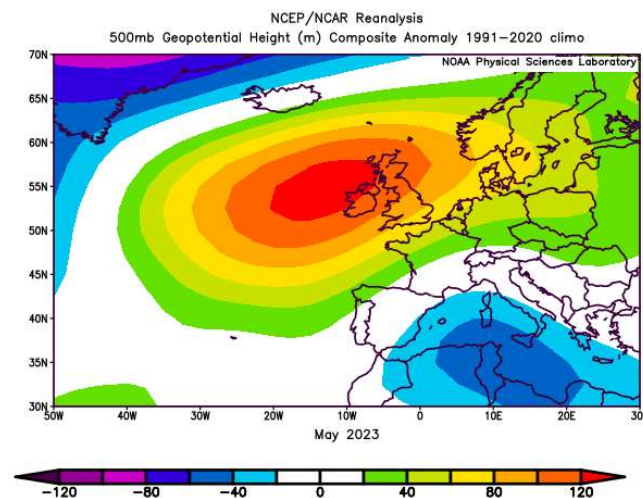 NCEP/NCAR Reanalysis
500mb Geopotential Height (m) Composite Anomaly 1991−2020 climo
NOAA Physical Sciences Laboratory
70N
65N
60N
55N
50N
45N
40N
35N
30N
50W 40W 30W 20W 10W 0 10E 20E 30E
May 2023
−120 −80 −40 0 40 80 120